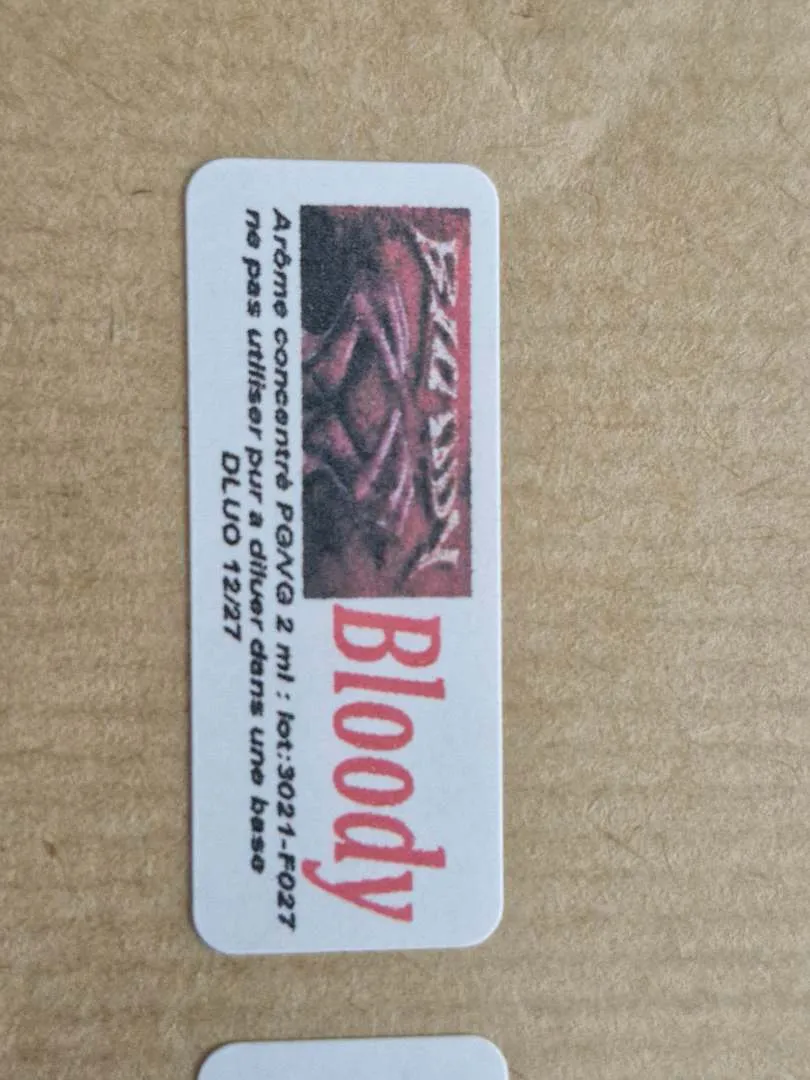 BLOODY
Bloody
Arôme concentré PG/VG 2 ml : lot:3021-F027
ne pas utiliser pur a diluer dans une base
DLUO 12/27